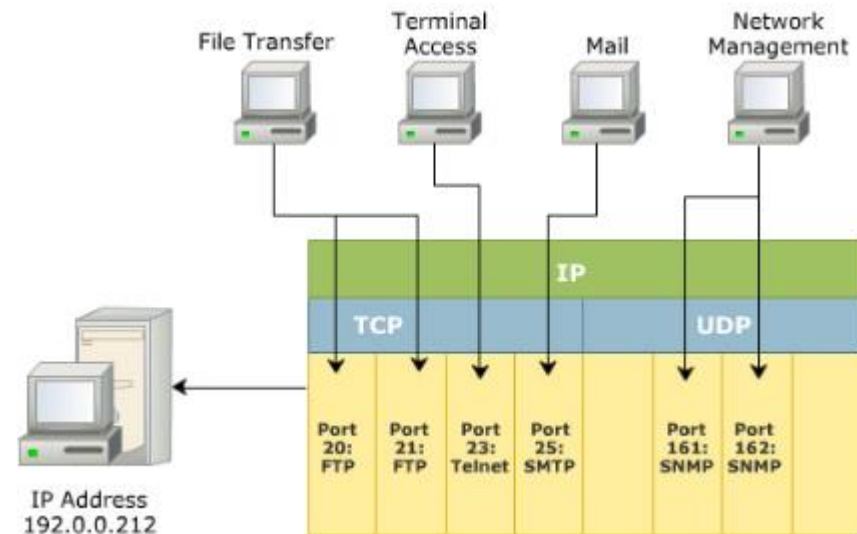 File Transfer
Terminal
Access
Mail
Network
Management
IP
TCP
UDP
Port
20:
FTP
Port
21:
FTP
Port
23:
Telnet
Port
25:
SMTP
Port
161:
SNMP
Port
162:
SNMP
IP Address
192.0.0.212